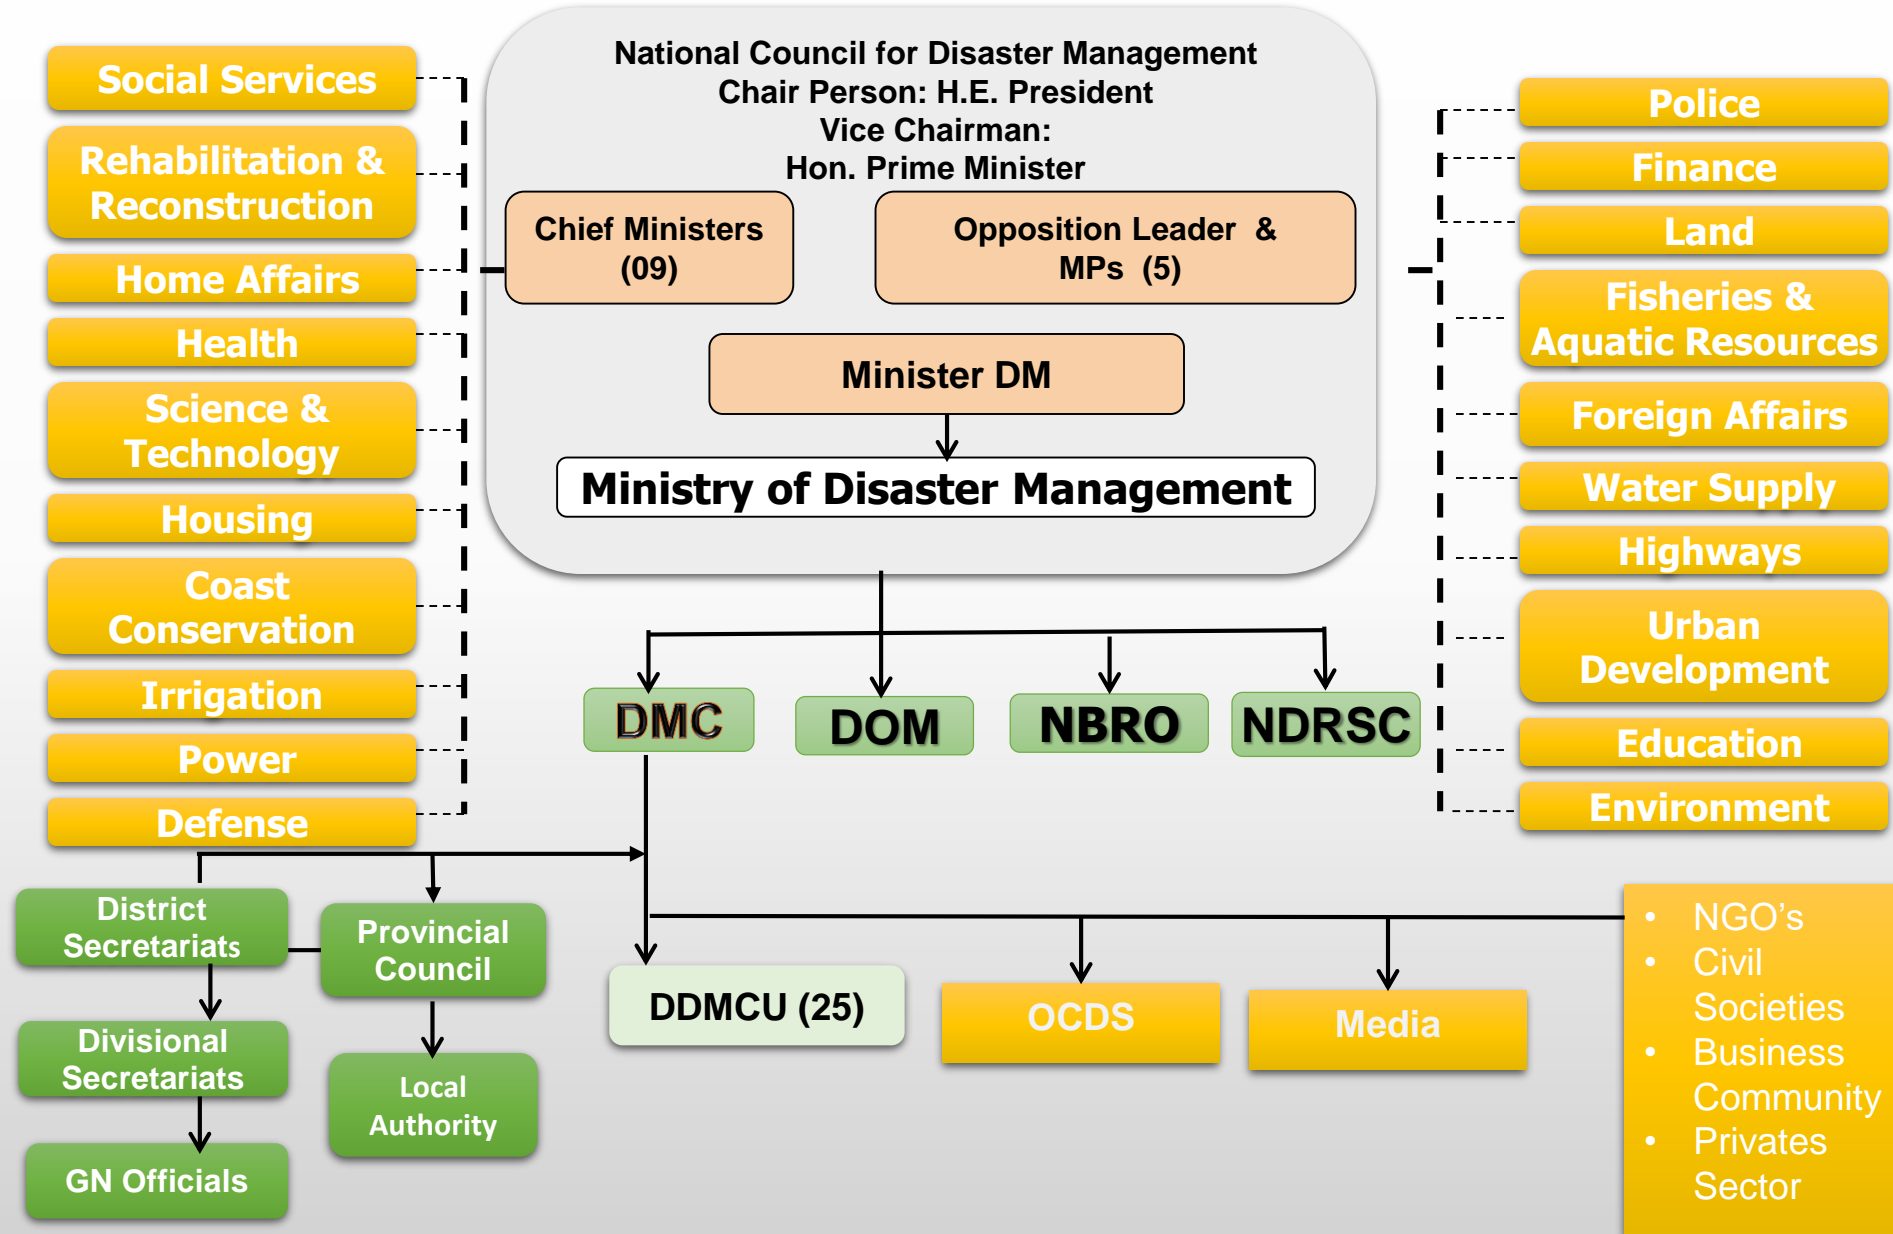 National Council for Disaster Management
Chair Person: H.E. President
Vice Chairman:
Hon. Prime Minister
Chief Ministers
(09)
Opposition Leader &
MPs (5)
Minister DM
Ministry of Disaster Management
Social Services
Rehabilitation &
Reconstruction
Home Affairs
Health
Science &
Technology
Housing
Coast
Conservation
Irrigation
Power
Defense
Police
Finance
Land
Fisheries &
Aquatic Resources
Foreign Affairs
Water Supply
Highways
Urban
Development
Education
Environment
DMC
DOM
NBRO
NDRSC
District
Secretariats
Provincial
Council
Divisional
Secretariats
Local
Authority
GN Officials
DDMCU (25)
OCDS
Media
• NGO’s
• Civil
Societies
• Business
Community
• Privates
Sector